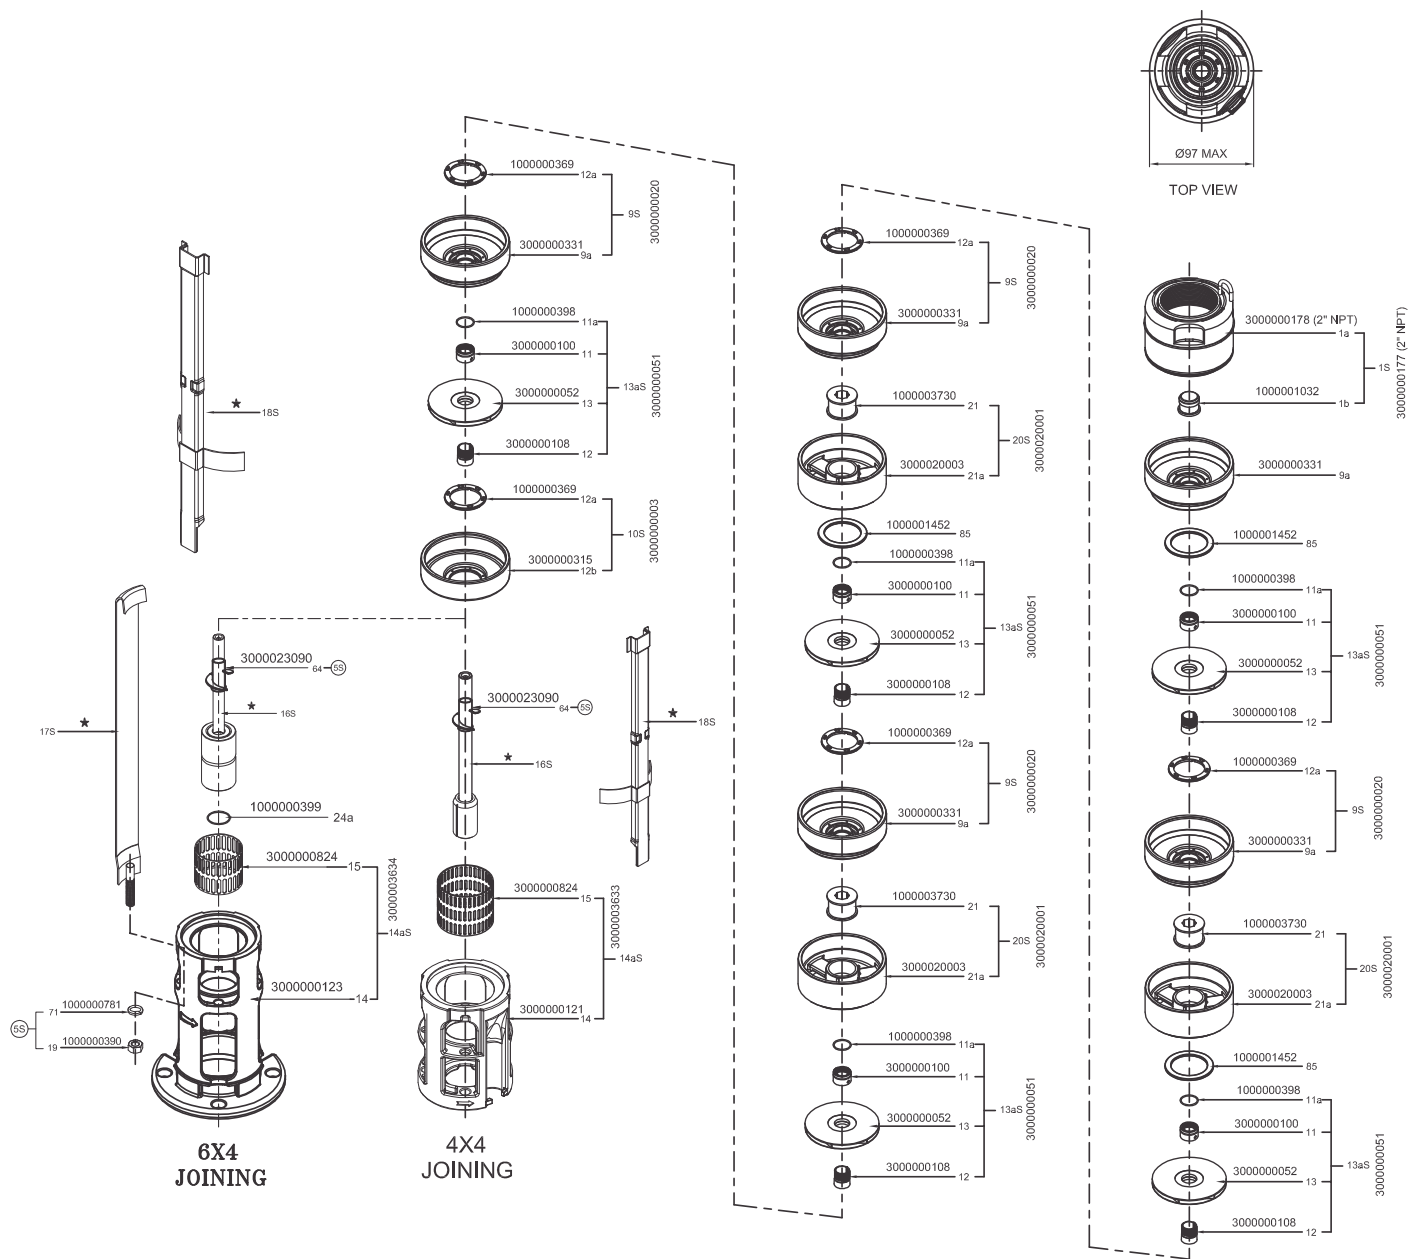 Ø97 MAX
TOP VIEW
★
18S
★
17S
3000023090
64 5S
★
16S
1000000399
24a
3000000824
15
3000003634
14aS
3000000123
14
1000000781
71
5S
1000000390
19
6X4
JOINING
1000000369
12a
9S
3000000020
3000000331
9a
1000000398
11a
3000000100
11
3000000052
13
13aS
3000000051
3000000108
12
1000000369
12a
10S
3000000003
3000000315
12b
3000023090
64 5S
★
16S
★
18S
3000000824
15
3000003633
14aS
3000000121
14
4X4
JOINING
1000000369
12a
9S
3000000020
3000000331
9a
1000003730
21
20S
3000020001
3000020003
21a
1000001452
85
1000000398
11a
3000000100
11
3000000052
13
13aS
3000000051
3000000108
12
1000000369
12a
9S
3000000020
3000000331
9a
1000003730
21
20S
3000020001
3000020003
21a
1000000398
11a
3000000100
11
3000000052
13
13aS
3000000051
3000000108
12
3000000178 (2" NPT)
1a
1S
3000000177 (2" NPT)
1000001032
1b
3000000331
9a
1000001452
85
1000000398
11a
3000000100
11
3000000052
13
13aS
3000000051
3000000108
12
1000000369
12a
9S
3000000020
3000000331
9a
1000003730
21
20S
3000020001
3000020003
21a
1000001452
85
1000000398
11a
3000000100
11
3000000052
13
13aS
3000000051
3000000108
12